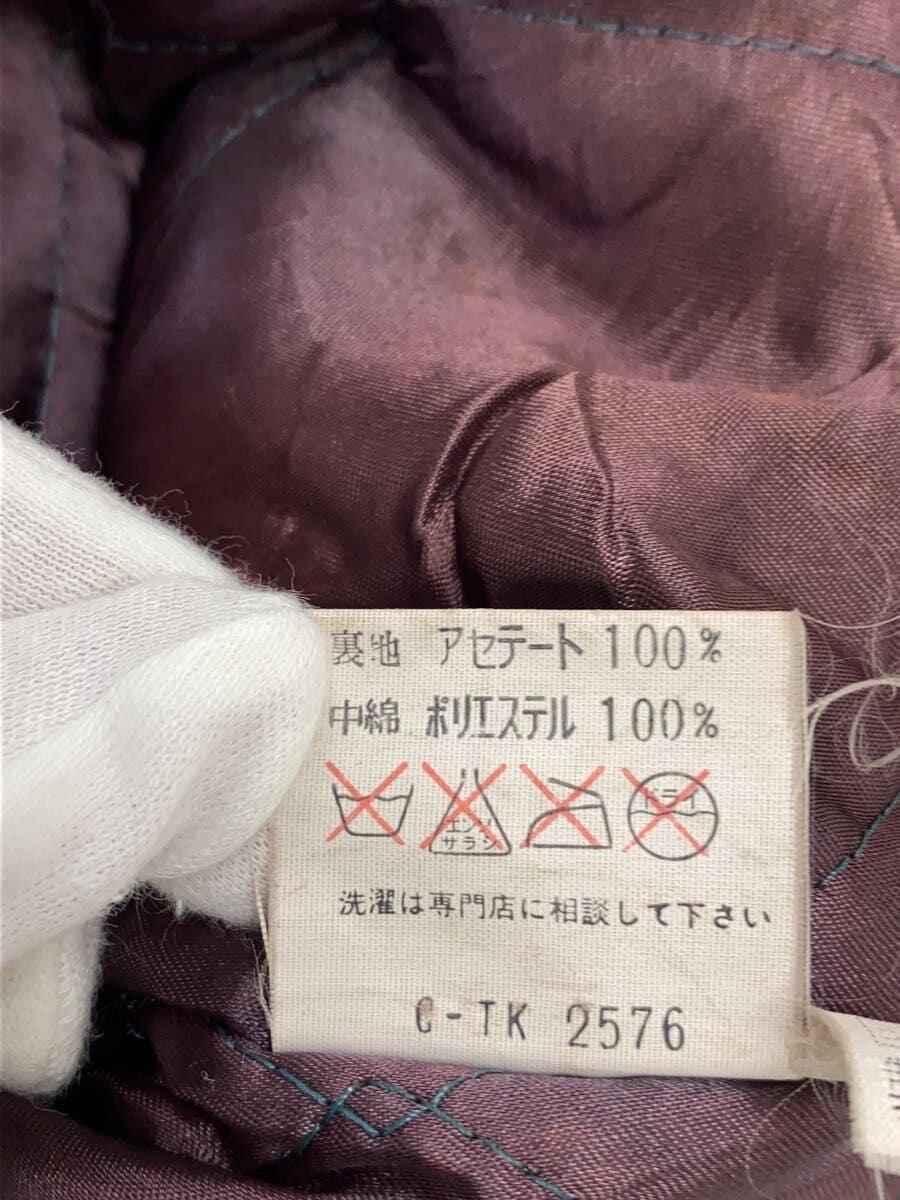 裏地 アセテート 100%
中綿 ポリエステル 100%
エンソ
サラシ
ドライ
洗濯は専門店に相談して下さい
C-TK 2576